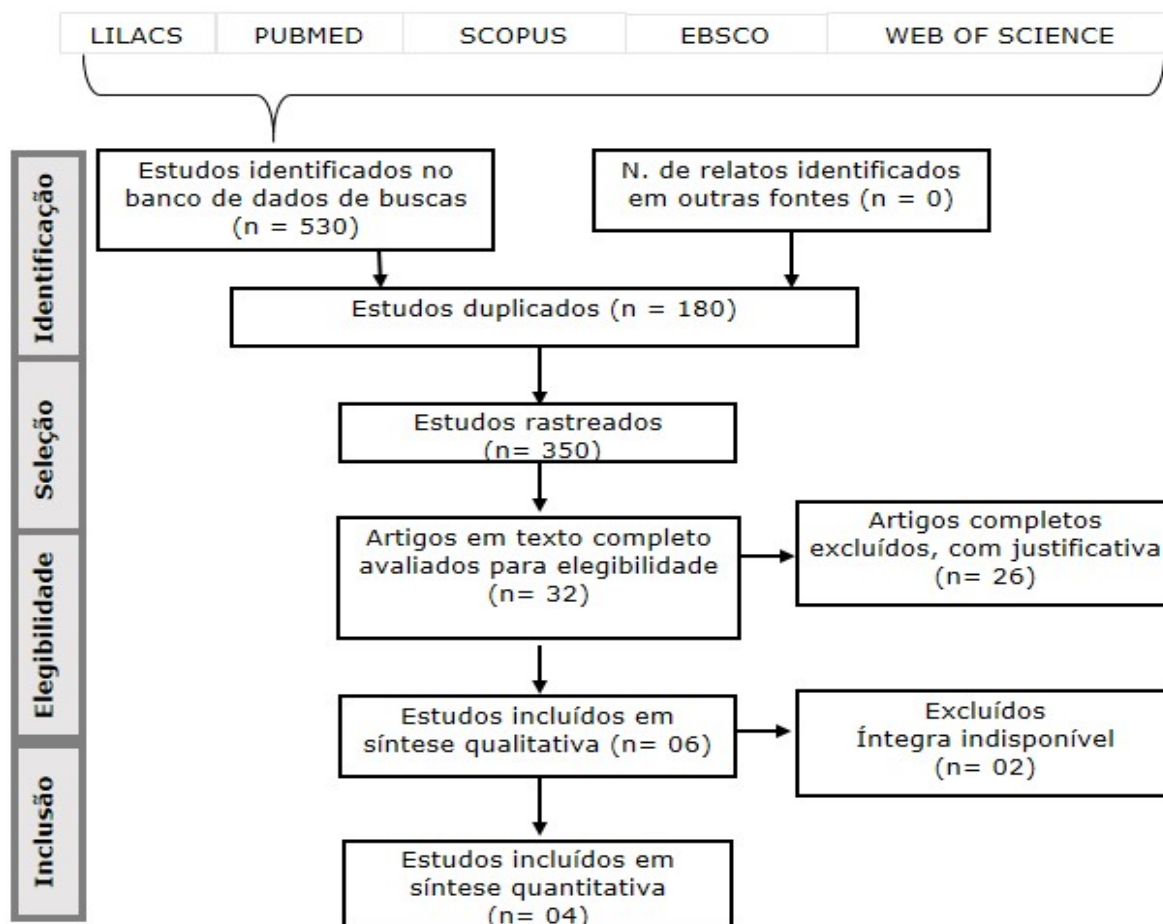 LILACS PUBMED SCOPUS EBSCO WEB OF SCIENCE
Identificação
Estudos identificados no
banco de dados de buscas
(n = 530)
N. de relatos identificados
em outras fontes (n = 0)
Estudos duplicados (n = 180)
Seleção
Estudos rastreados
(n= 350)
Elegibilidade
Artigos em texto completo
avaliados para elegibilidade
(n= 32)
Artigos completos
excluídos, com justificativa
(n= 26)
Estudos incluídos em
síntese qualitativa (n= 06)
Excluídos
Íntegra indisponível
(n= 02)
Inclusão
Estudos incluídos em
síntese quantitativa
(n= 04)